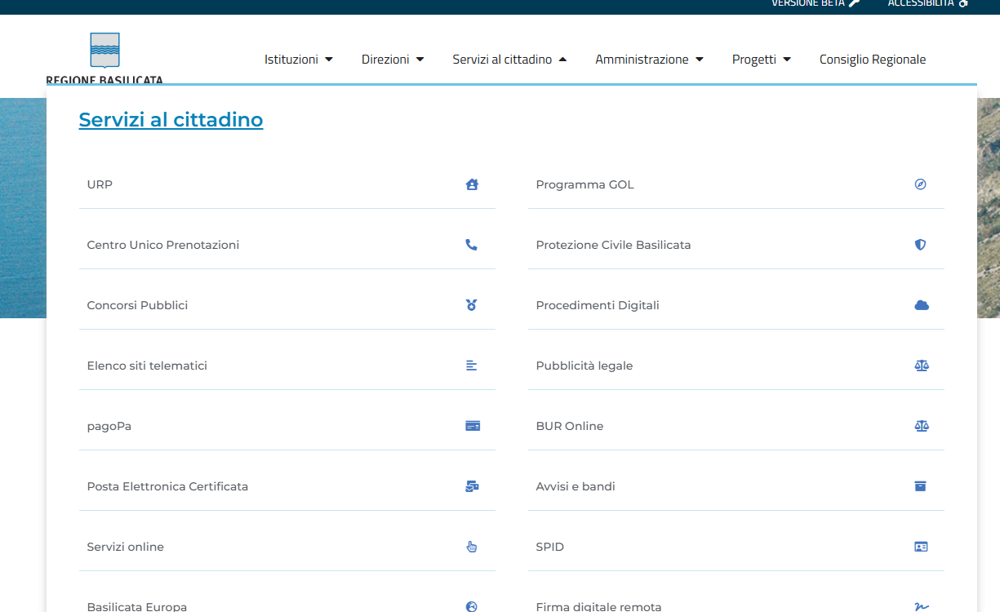 VERSIONE BETA
ACCESSIBILITÀ
REGIONE BASILICATA
Istituzioni
Direzioni
Servizi al cittadino
Amministrazione
Progetti
Consiglio Regionale
Servizi al cittadino
URP
Programma GOL
Centro Unico Prenotazioni
Protezione Civile Basilicata
Concorsi Pubblici
Procedimenti Digitali
Elenco siti telematici
Pubblicità legale
pagoPa
BUR Online
Posta Elettronica Certificata
Avvisi e bandi
Servizi online
SPID
Basilicata Europa
Firma digitale remota